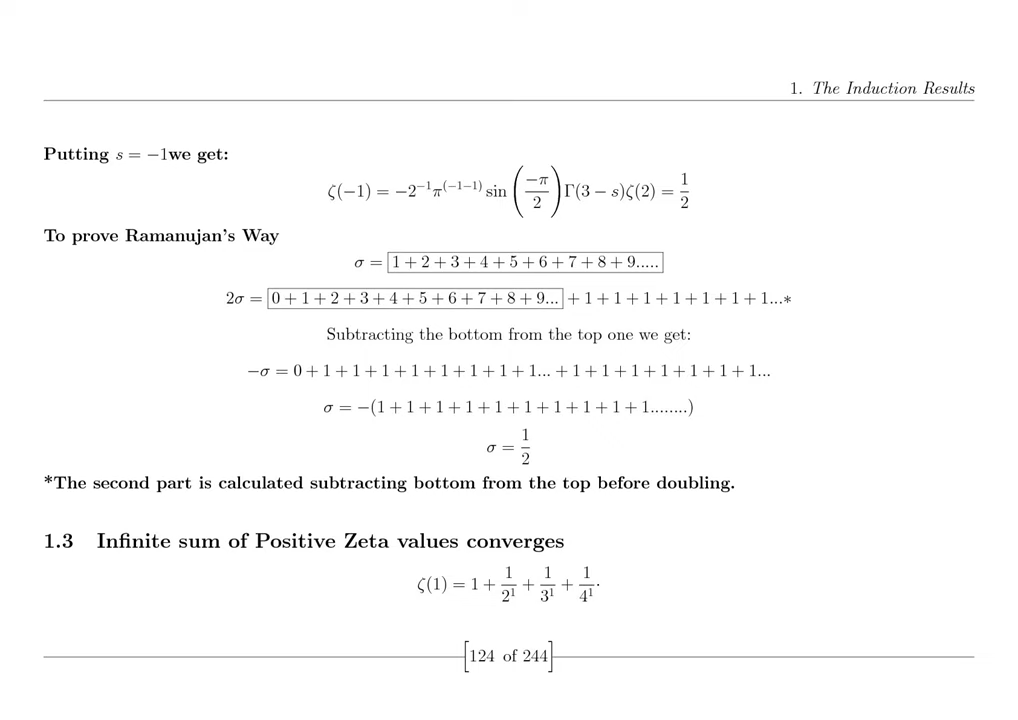 1. The Induction Results
Putting s = −1we get:
ζ(−1) = −2^{−1}π^{(−1−1)} sin(−π/2)Γ(3 − s)ζ(2) = 1/2
To prove Ramanujan's Way
σ = 1 + 2 + 3 + 4 + 5 + 6 + 7 + 8 + 9.....
2σ = 0 + 1 + 2 + 3 + 4 + 5 + 6 + 7 + 8 + 9... + 1 + 1 + 1 + 1 + 1 + 1 + 1...*
Subtracting the bottom from the top one we get:
−σ = 0 + 1 + 1 + 1 + 1 + 1 + 1 + 1 + 1... + 1 + 1 + 1 + 1 + 1 + 1 + 1...
σ = −(1 + 1 + 1 + 1 + 1 + 1 + 1 + 1 + 1 + 1........)
σ = 1/2
*The second part is calculated subtracting bottom from the top before doubling.
1.3 Infinite sum of Positive Zeta values converges
ζ(1) = 1 + 1/2^1 + 1/3^1 + 1/4^1.
124 of 244